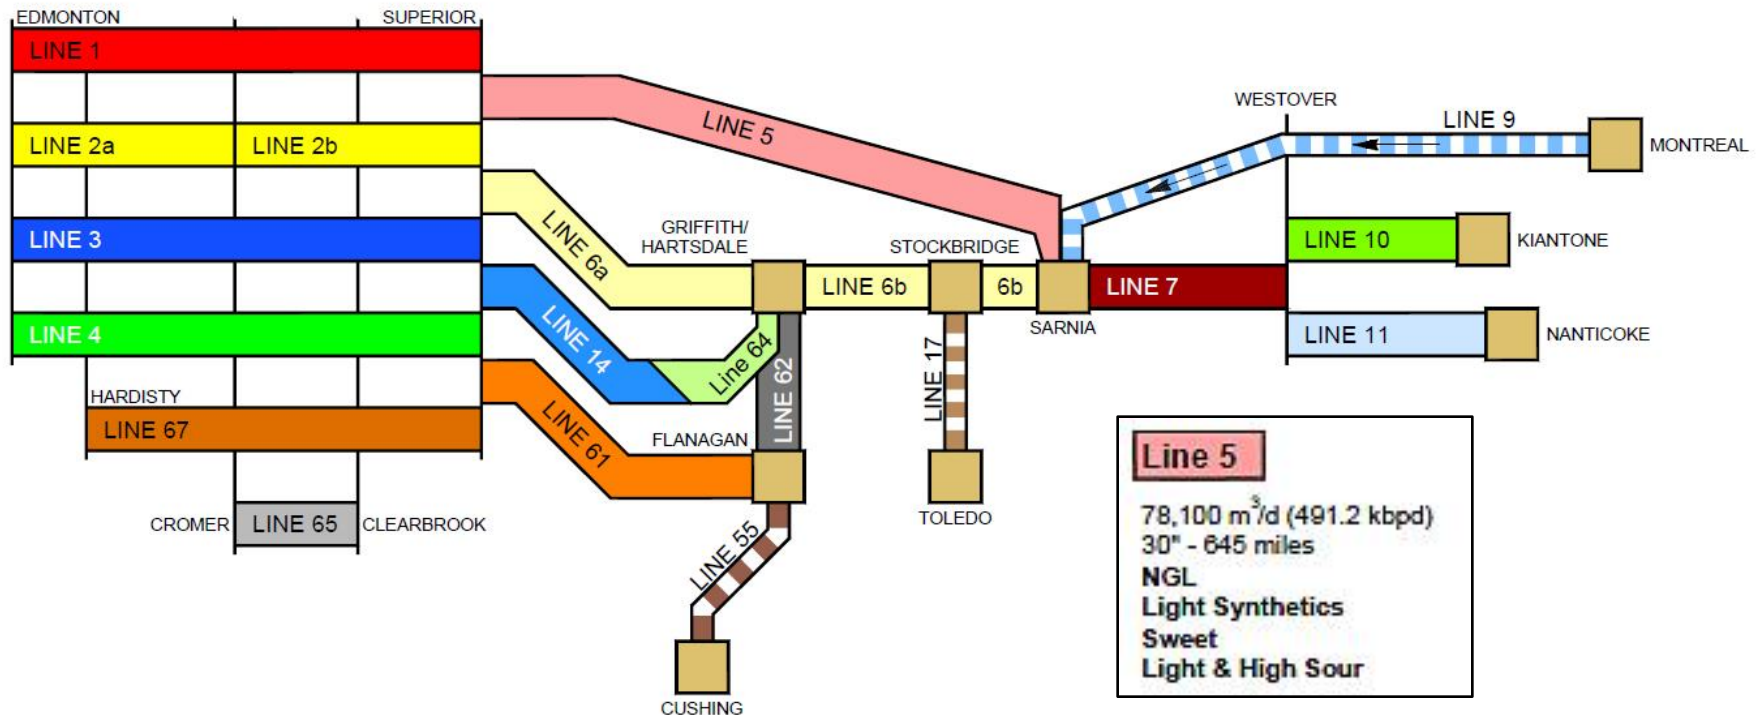 EDMONTON
SUPERIOR
LINE 1
LINE 5
WESTOVER
LINE 9
MONTREAL
LINE 2a
LINE 2b
LINE 3
LINE 6a
GRIFFITH/
HARTSDALE
STOCKBRIDGE
LINE 10
KIANTONE
LINE 6b
6b
LINE 7
SARNIA
LINE 4
LINE 14
Line 64
LINE 62
LINE 17
LINE 11
NANTICOKE
HARDISTY
LINE 67
LINE 61
FLANAGAN
TOLEDO
CROMER
LINE 65
CLEARBROOK
LINE 55
CUSHING
Line 5
78,100 m³/d (491.2 kbpd)
30" - 645 miles
NGL
Light Synthetics
Sweet
Light & High Sour